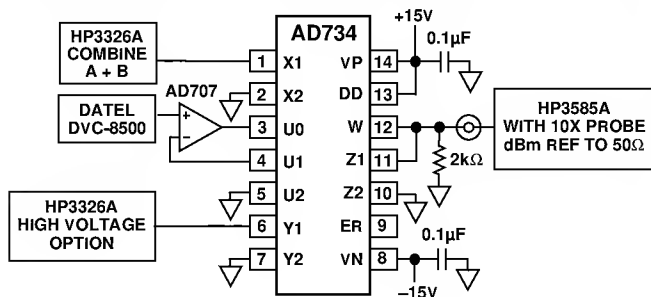 HP3326A
COMBINE
A + B
DATEL
DVC-8500
AD707
+
–
HP3326A
HIGH VOLTAGE
OPTION
AD734
1 X1
2 X2
3 U0
4 U1
5 U2
6 Y1
7 Y2
VP 14
DD 13
W 12
Z1 11
Z2 10
ER 9
VN 8
+15V
0.1µF
2kΩ
0.1µF
–15V
HP3585A
WITH 10X PROBE
dBm REF TO 50Ω